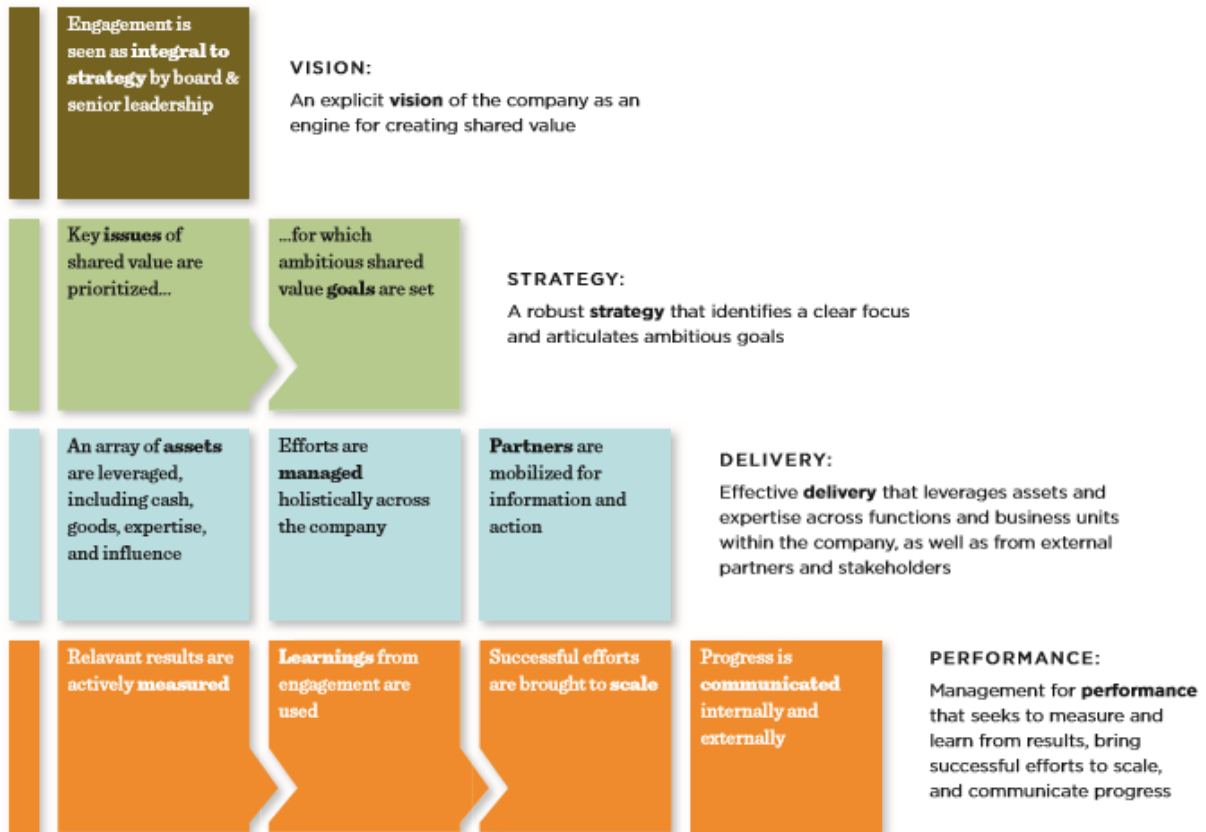 Engagement is
seen as integral to
strategy by board &
senior leadership
VISION:
An explicit vision of the company as an
engine for creating shared value
Key issues of
shared value are
prioritized...
...for which
ambitious shared
value goals are set
STRATEGY:
A robust strategy that identifies a clear focus
and articulates ambitious goals
An array of assets
are leveraged,
including cash,
goods, expertise,
and influence
Efforts are
managed
holistically across
the company
Partners are
mobilized for
information and
action
DELIVERY:
Effective delivery that leverages assets and
expertise across functions and business units
within the company, as well as from external
partners and stakeholders
Relavant results are
actively measured
Learnings from
engagement are
used
Successful efforts
are brought to scale
Progress is
communicated
internally and
externally
PERFORMANCE:
Management for performance
that seeks to measure and
learn from results, bring
successful efforts to scale,
and communicate progress